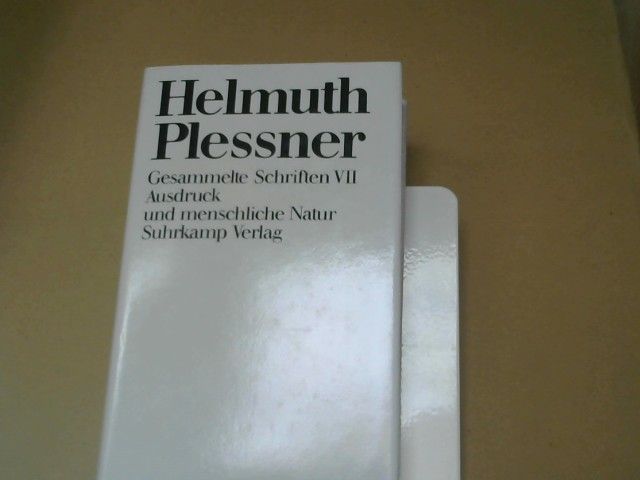 Helmuth
Plessner
Gesammelte Schriften VII
Ausdruck
und menschliche Natur
Suhrkamp Verlag